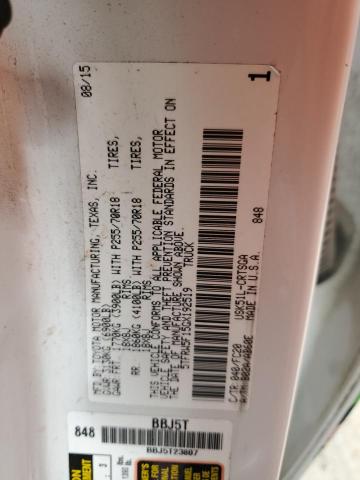 MFD. BY:
TOYOTA MOTOR MANUFACTURING, TEXAS, INC.
08/15
GVWR 3130KG (6900LB)
GAWR FRT. 1770KG (3900LB) WITH P255/70R18 TIRES,
18X8J RIMS
RR. 1860KG (4100LB) WITH P255/70R18 TIRES,
18X8J RIMS
THIS VEHICLE CONFORMS TO ALL APPLICABLE FEDERAL MOTOR
VEHICLE SAFETY AND THEFT PREVENTION STANDARDS IN EFFECT ON
THE DATE OF MANUFACTURE SHOWN ABOVE.
TRUCK
1
848
C/TR 040/FC20
USK51L-CRTSGA
MADE IN U.S.A.
848
BBJ5T
BBJ5T23807